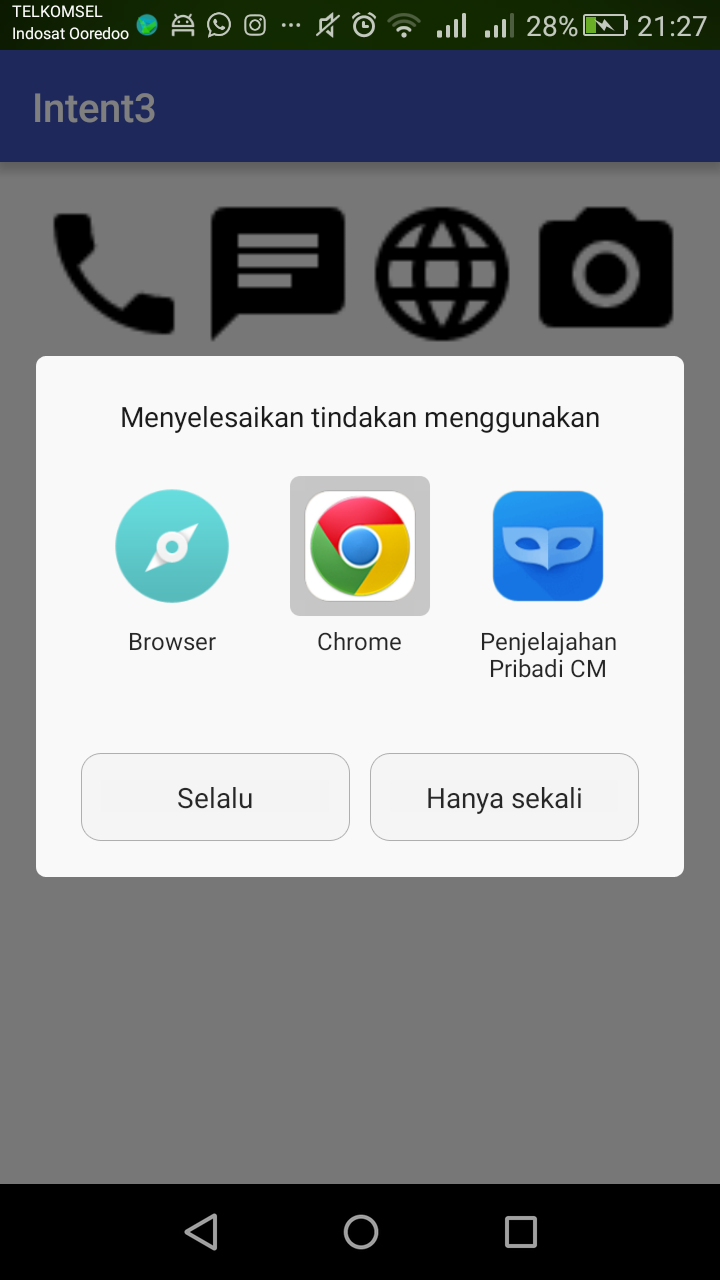 TELKOMSEL
Indosat Ooredoo
28% 21:27
Intent3
Menyelesaikan tindakan menggunakan
Browser
Chrome
Penjelajahan
Pribadi CM
Selalu
Hanya sekali